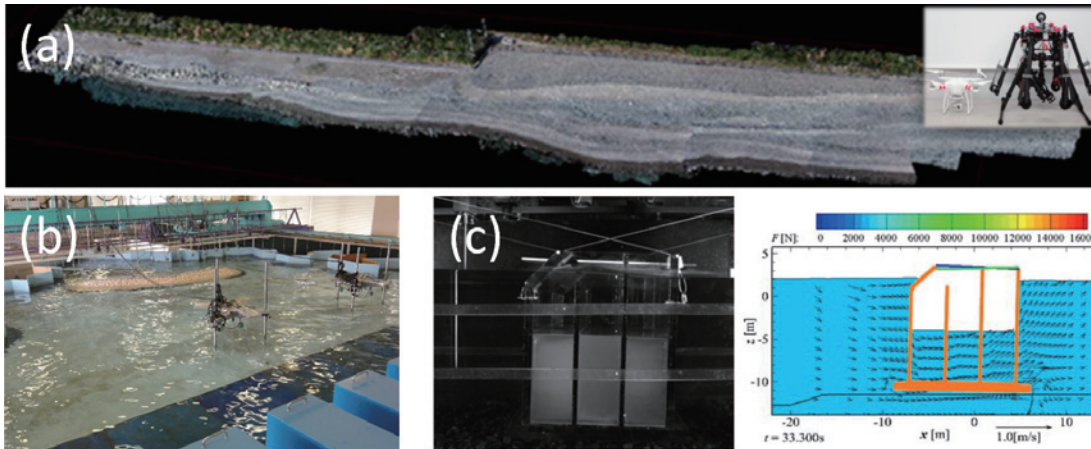 (a)
(b)
(c)
F [N]:
0 2000 4000 6000 8000 10000 12000 14000 1600
5
0
-5
-10
z [m]
-20 -10 0 10
t = 33.300s
x [m]
1.0[m/s]